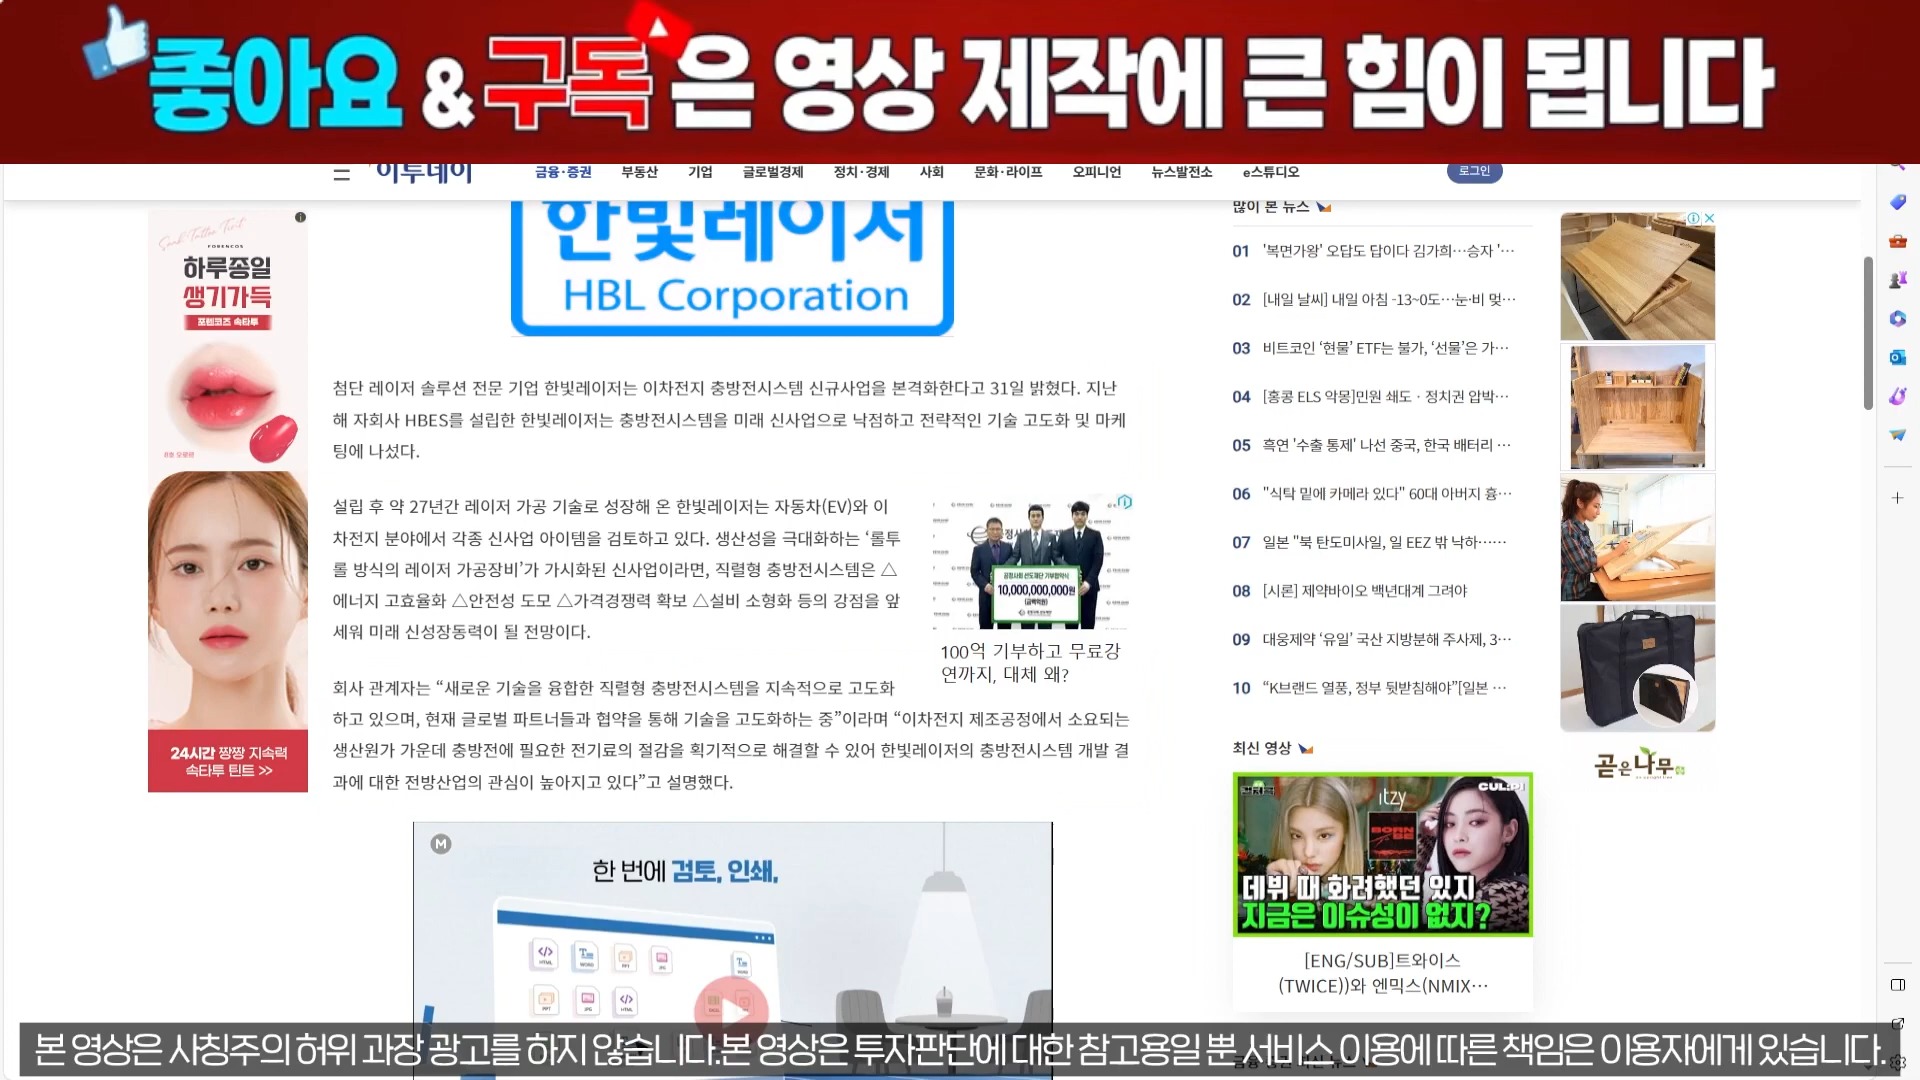 좋아요 & 구독 은 영상 제작에 큰 힘이 됩니다
이투데이
금융·증권 부동산 기업 글로벌경제 정치·경제 사회 문화·라이프 오피니언 뉴스발전소 e스튜디오
로그인
FORENCOS
하루종일
생기가득
포렌코즈 속타투
24시간 짱짱 지속력
속타투 틴트 >>
한빛레이저
HBL Corporation
첨단 레이저 솔루션 전문 기업 한빛레이저는 이차전지 충방전시스템 신규사업을 본격화한다고 31일 밝혔다. 지난
해 자회사 HBES를 설립한 한빛레이저는 충방전시스템을 미래 신사업으로 낙점하고 전략적인 기술 고도화 및 마케
팅에 나섰다.
설립 후 약 27년간 레이저 가공 기술로 성장해 온 한빛레이저는 자동차(EV)와 이
차전지 분야에서 각종 신사업 아이템을 검토하고 있다. 생산성을 극대화하는 ‘롤투
롤 방식의 레이저 가공장비’가 가시화된 신사업이라면, 직렬형 충방전시스템은 △
에너지 고효율화 △안전성 도모 △가격경쟁력 확보 △설비 소형화 등의 강점을 앞
세워 미래 신성장동력이 될 전망이다.
10,000,000,000원
100억 기부하고 무료강
연까지, 대체 왜?
회사 관계자는 “새로운 기술을 융합한 직렬형 충방전시스템을 지속적으로 고도화
하고 있으며, 현재 글로벌 파트너들과 협약을 통해 기술을 고도화하는 중”이라며 “이차전지 제조공정에서 소요되는
생산원가 가운데 충방전에 필요한 전기료의 절감을 획기적으로 해결할 수 있어 한빛레이저의 충방전시스템 개발 결
과에 대한 전방산업의 관심이 높아지고 있다”고 설명했다.
M
한 번에 검토, 인쇄,
많이 본 뉴스
01 '복면가왕' 오답도 답이다 김가희…승자 '…
02 [내일 날씨] 내일 아침 -13~0도…눈·비 멎…
03 비트코인 ‘현물’ ETF는 불가, ‘선물’은 가…
04 [홍콩 ELS 악몽]민원 쇄도ㆍ정치권 압박…
05 흑연 '수출 통제' 나선 중국, 한국 배터리 …
06 "식탁 밑에 카메라 있다" 60대 아버지 흉…
07 일본 "북 탄도미사일, 일 EEZ 밖 낙하……
08 [시론] 제약바이오 백년대계 그려야
09 대웅제약 ‘유일’ 국산 지방분해 주사제, 3…
10 “K브랜드 열풍, 정부 뒷받침해야”[일본 …
최신 영상
itzy
CUL:PI
BORN
데뷔 때 화려했던 있지
지금은 이슈성이 없지?
[ENG/SUB]트와이스
(TWICE))와 엔믹스(NMIX…
곧은나무
본 영상은 사칭주의 허위 과장 광고를 하지 않습니다.본 영상은 투자판단에 대한 참고용일 뿐 서비스 이용에 따른 책임은 이용자에게 있습니다.